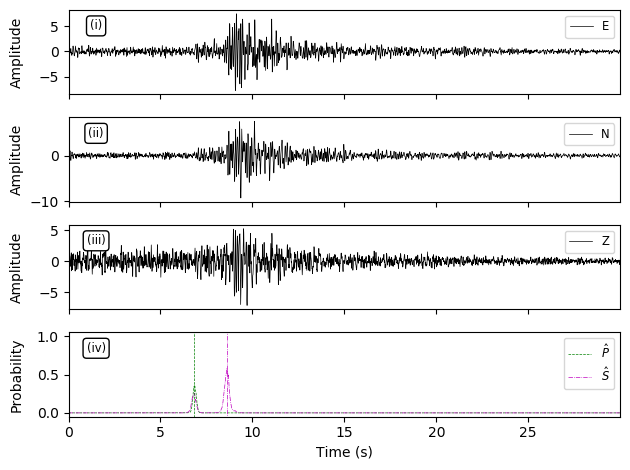 (i)
E
Amplitude
5
0
−5
(ii)
N
Amplitude
0
−10
(iii)
Z
Amplitude
5
0
−5
(iv)
P̂
Ŝ
Probability
1.0
0.5
0.0
0 5 10 15 20 25
Time (s)